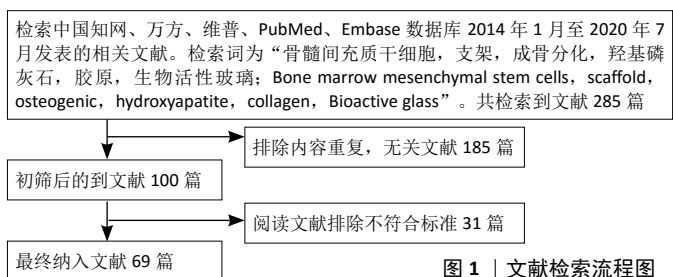 检索中国知网、万方、维普、PubMed、Embase 数据库 2014 年 1 月至 2020 年 7
月发表的相关文献。检索词为“骨髓间充质干细胞，支架，成骨分化，羟基磷
灰石，胶原，生物活性玻璃；Bone marrow mesenchymal stem cells，scaffold，
osteogenic，hydroxyapatite，collagen，Bioactive glass”。共检索到文献 285 篇
排除内容重复，无关文献 185 篇
初筛后的到文献 100 篇
阅读文献排除不符合标准 31 篇
最终纳入文献 69 篇
图 1 ｜文献检索流程图